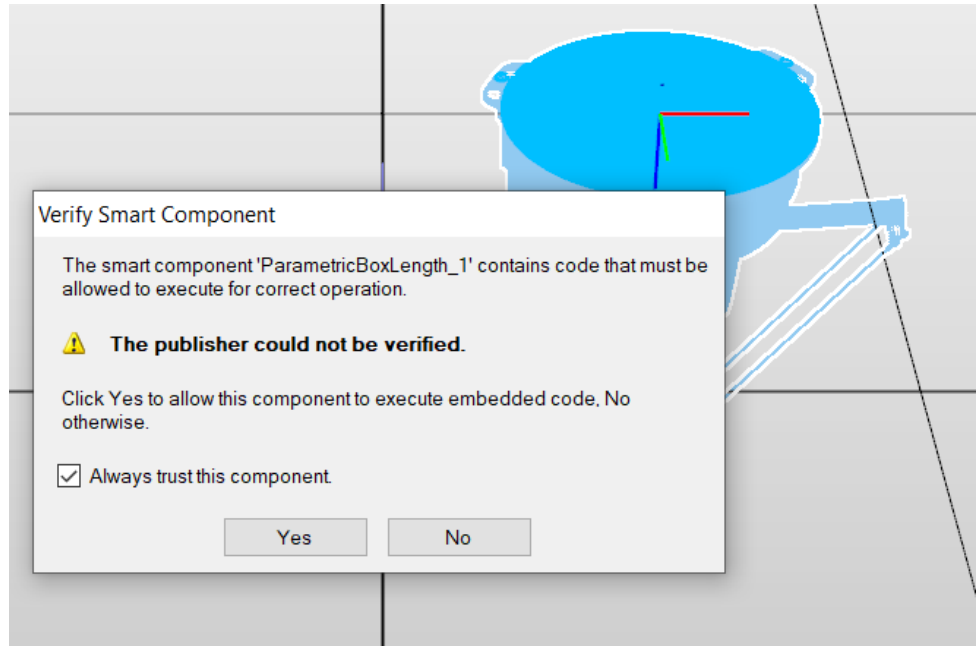 Verify Smart Component
The smart component 'ParametricBoxLength_1' contains code that must be
allowed to execute for correct operation.
The publisher could not be verified.
Click Yes to allow this component to execute embedded code, No
otherwise.
Always trust this component.
Yes
No